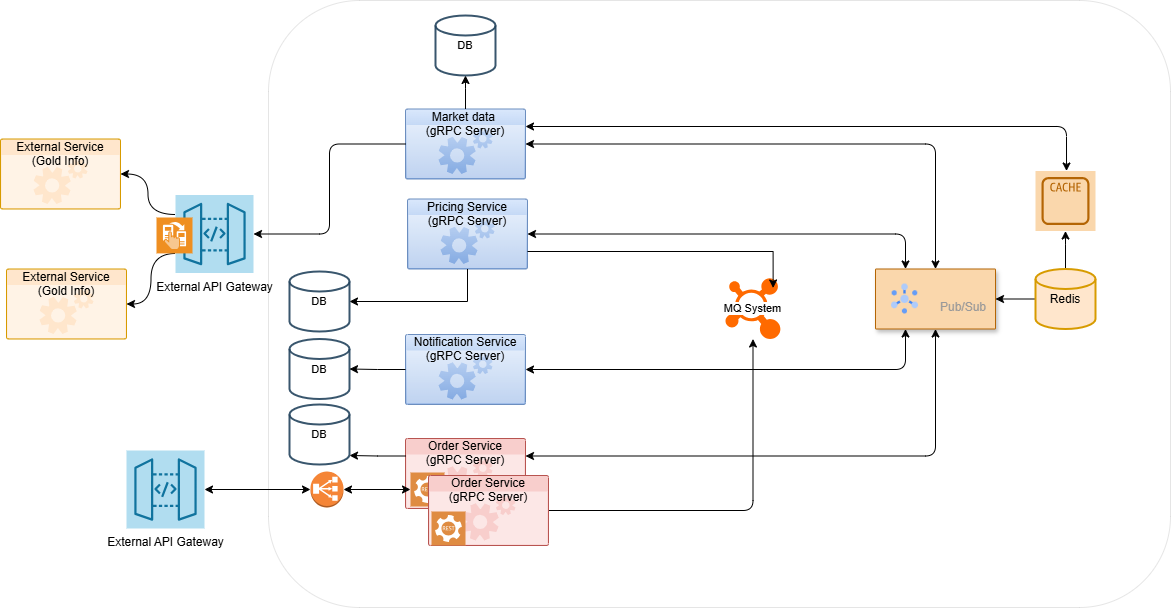 DB
Market data
(gRPC Server)
External Service
(Gold Info)
CACHE
Pricing Service
(gRPC Server)
External API Gateway
External Service
(Gold Info)
DB
MQ System
Pub/Sub
Redis
Notification Service
(gRPC Server)
DB
DB
Order Service
(gRPC Server)
Order Service
(gRPC Server)
REST
External API Gateway